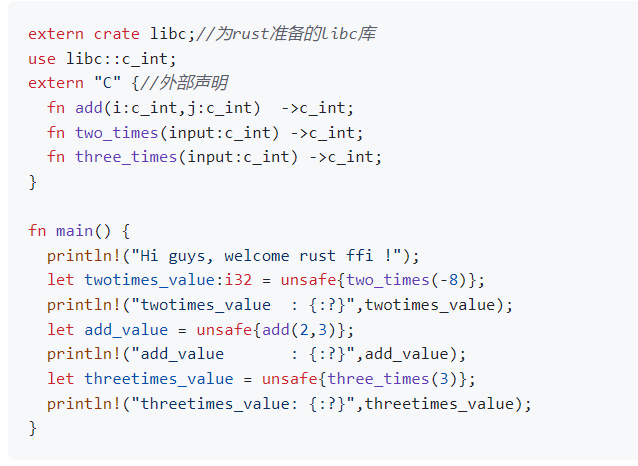 extern crate libc;//为rust准备的libc库
use libc::c_int;
extern "C" {//外部声明
  fn add(i:c_int,j:c_int)  ->c_int;
  fn two_times(input:c_int) ->c_int;
  fn three_times(input:c_int) ->c_int;
}

fn main() {
  println!("Hi guys, welcome rust ffi !");
  let twotimes_value:i32 = unsafe{two_times(-8)};
  println!("twotimes_value  : {:?}",twotimes_value);
  let add_value = unsafe{add(2,3)};
  println!("add_value       : {:?}",add_value);
  let threetimes_value = unsafe{three_times(3)};
  println!("threetimes_value: {:?}",threetimes_value);
}